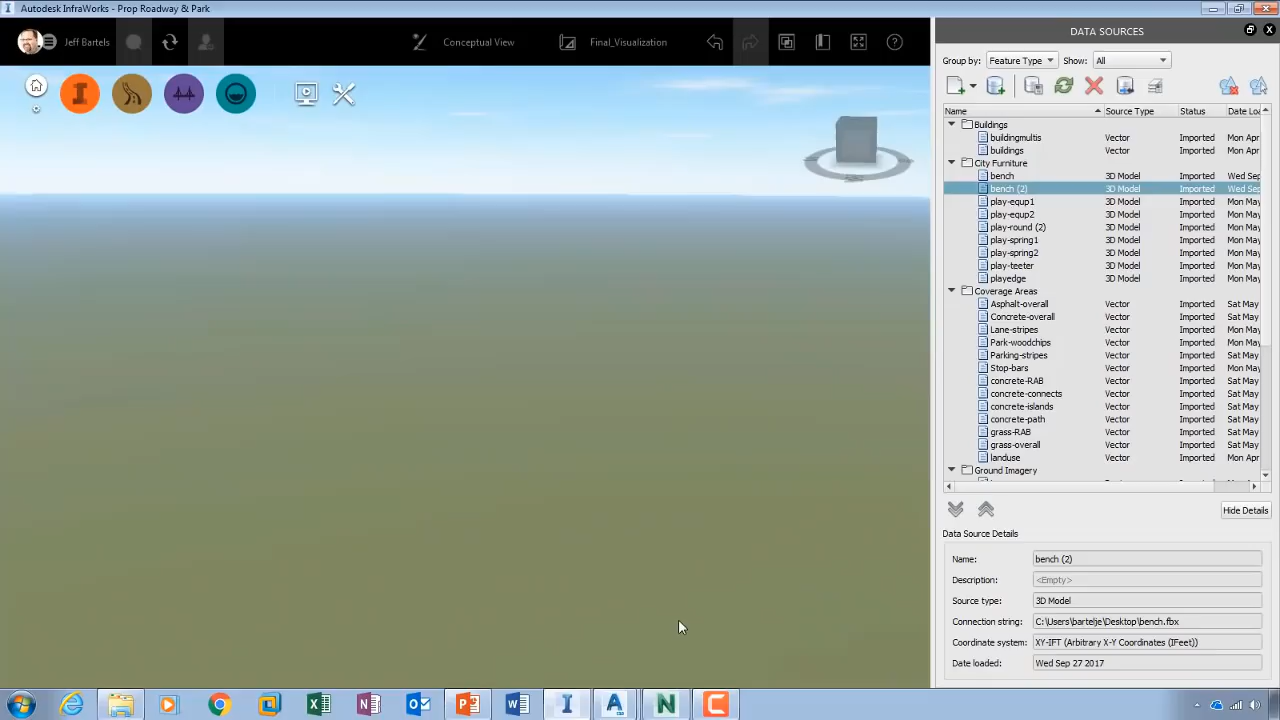 Autodesk InfraWorks - Prop Roadway & Park
Jeff Bartels
Conceptual View
Final_Visualization
DATA SOURCES
Group by: Feature Type Show: All
Name Source Type Status Date Loa
Buildings
buildingmultis Vector Imported Mon Apr
buildings Vector Imported Mon Apr
City Furniture
bench 3D Model Imported Wed Sep
bench (2) 3D Model Imported Wed Sep
play-equp1 3D Model Imported Mon May
play-equp2 3D Model Imported Mon May
play-round (2) 3D Model Imported Mon May
play-spring1 3D Model Imported Mon May
play-spring2 3D Model Imported Mon May
play-teeter 3D Model Imported Mon May
playedge 3D Model Imported Mon May
Coverage Areas
Asphalt-overall Vector Imported Sat May
Concrete-overall Vector Imported Sat May
Lane-stripes Vector Imported Mon May
Park-woodchips Vector Imported Mon May
Parking-stripes Vector Imported Sat May
Stop-bars Vector Imported Mon May
concrete-RAB Vector Imported Sat May
concrete-connects Vector Imported Sat May
concrete-islands Vector Imported Sat May
concrete-path Vector Imported Sat May
grass-RAB Vector Imported Sat May
grass-overall Vector Imported Sat May
landuse Vector Imported Mon Apr
Ground Imagery
Hide Details
Data Source Details
Name: bench (2)
Description: <Empty>
Source type: 3D Model
Connection string: C:\Users\bartelje\Desktop\bench.fbx
Coordinate system: XY-IFT (Arbitrary X-Y Coordinates (IFeet))
Date loaded: Wed Sep 27 2017